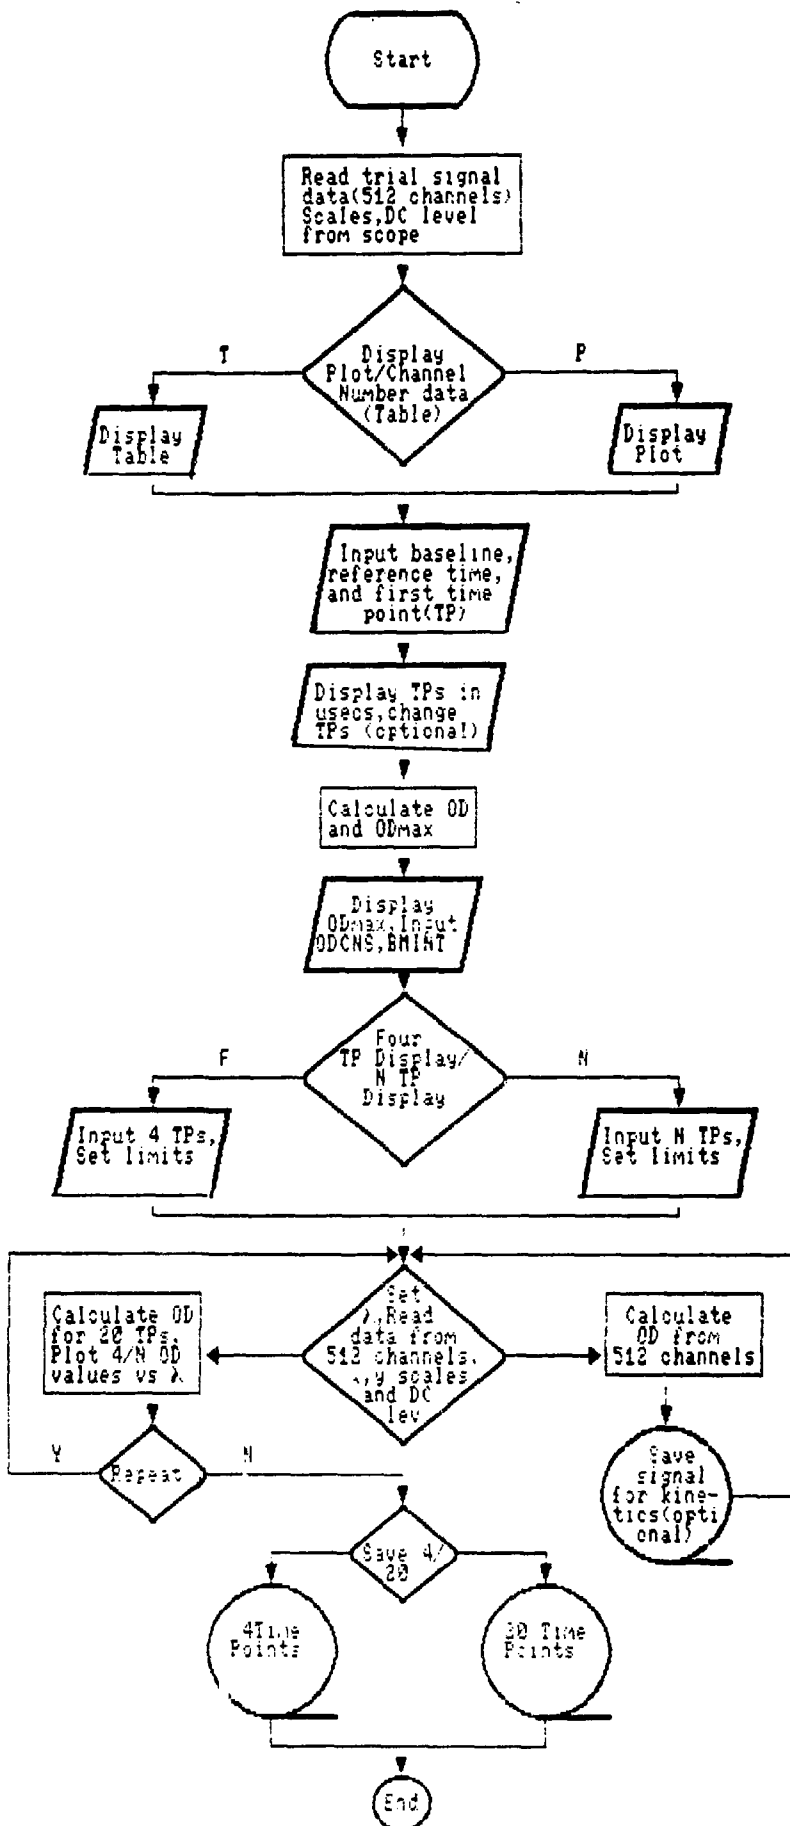 Start
Read trial signal
data(512 channels)
Scales,DC level
from scope
T
Display
Plot/Channel
Number data
(Table)
P
Display
Table
Display
Plot
Input baseline,
reference time,
and first time
point(TP)
Display TPs in
usecs,change
TPs (optional)
Calculate OD
and ODmax
Display
ODmax,Input
ODCNS,BMINT
F
Four
TP Display/
N TP
Display
N
Input 4 TPs,
Set limits
Input N TPs,
Set limits
Calculate OD
for 20 TPs.
Plot 4/N OD
values vs λ
Set
λ,Read
data from
512 channels.
x,y scales
and DC
lev
Calculate
OD from
512 channels
Y
Repeat
N
Save
signal
for kine-
tics(opti
onal)
Save 4/
20
4Time
Points
20 Time
Points
End